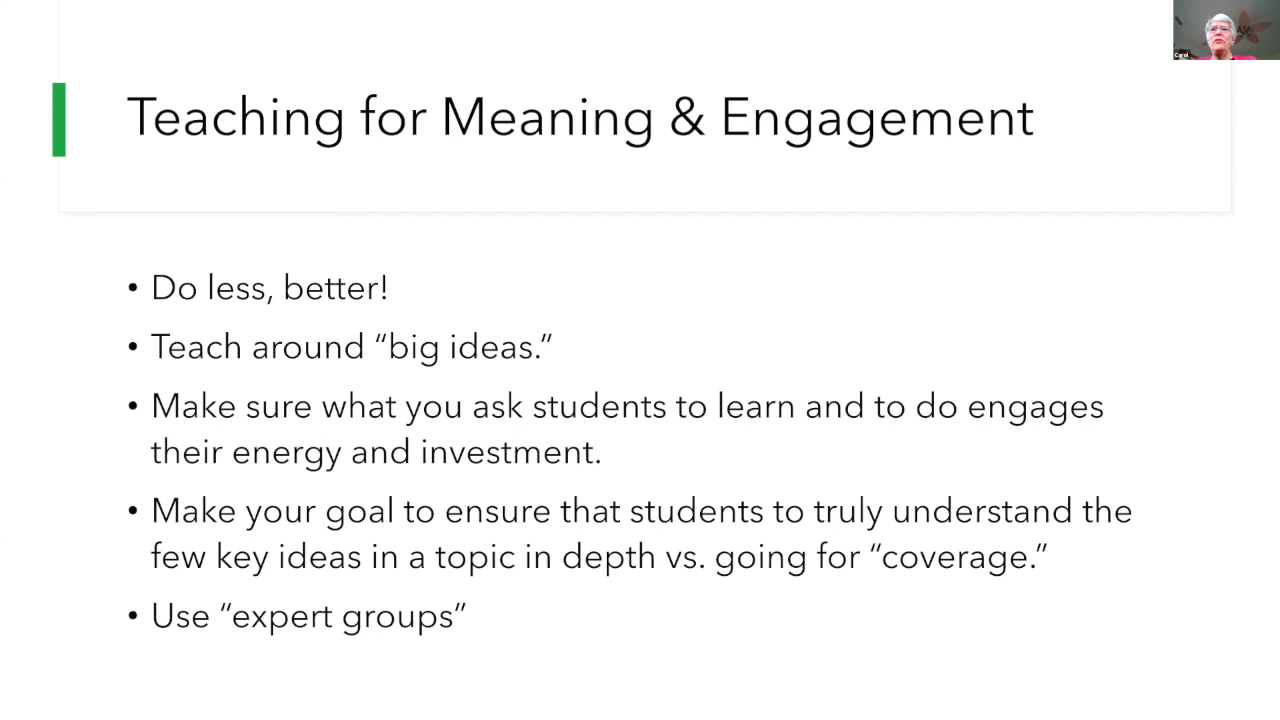 Carol
Teaching for Meaning & Engagement
• Do less, better!
• Teach around “big ideas.”
• Make sure what you ask students to learn and to do engages
their energy and investment.
• Make your goal to ensure that students to truly understand the
few key ideas in a topic in depth vs. going for “coverage.”
• Use “expert groups”